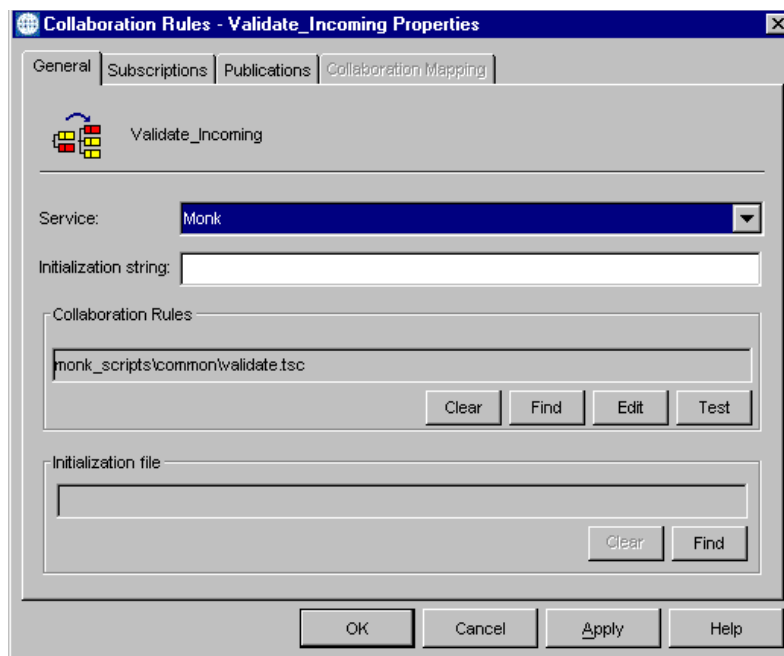 Collaboration Rules - Validate_Incoming Properties
General Subscriptions Publications Collaboration Mapping
Validate_Incoming
Service: Monk
Initialization string:
Collaboration Rules
monk_scripts\common\validate.tsc
Clear Find Edit Test
Initialization file
Clear Find
OK Cancel Apply Help